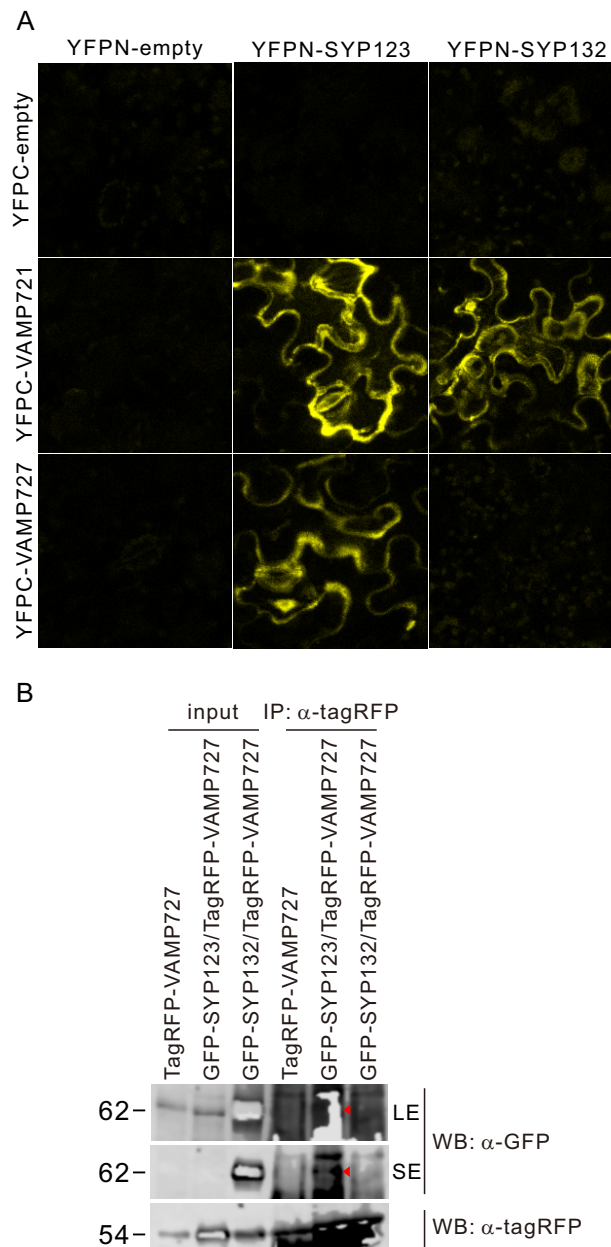 A
YFPN-empty
YFPN-SYP123
YFPN-SYP132
YFPC-empty
YFPC-VAMP721
YFPC-VAMP727
B
input
IP: α-tagRFP
TagRFP-VAMP727
GFP-SYP123/TagRFP-VAMP727
GFP-SYP132/TagRFP-VAMP727
TagRFP-VAMP727
GFP-SYP123/TagRFP-VAMP727
GFP-SYP132/TagRFP-VAMP727
62
LE
WB: α-GFP
62
SE
54
WB: α-tagRFP